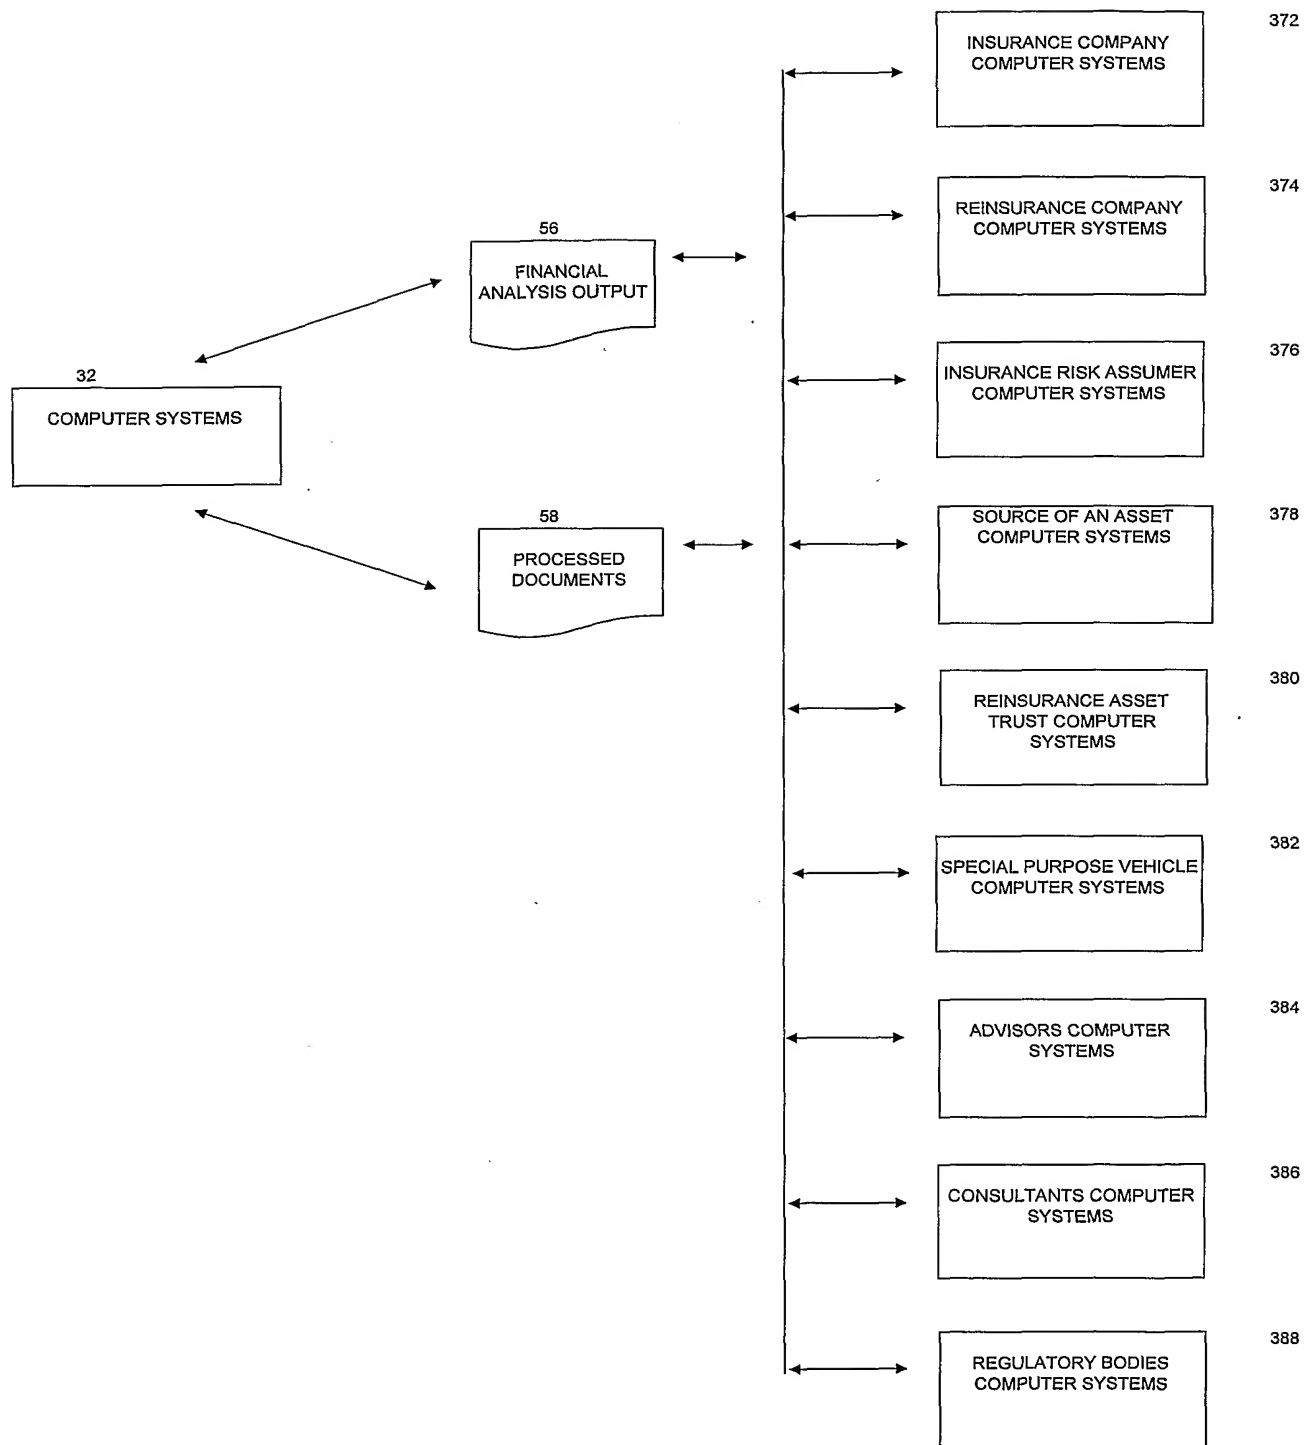 372
INSURANCE COMPANY
COMPUTER SYSTEMS
374
REINSURANCE COMPANY
COMPUTER SYSTEMS
56
FINANCIAL
ANALYSIS OUTPUT
376
INSURANCE RISK ASSUMER
COMPUTER SYSTEMS
32
COMPUTER SYSTEMS
378
SOURCE OF AN ASSET
COMPUTER SYSTEMS
58
PROCESSED
DOCUMENTS
380
REINSURANCE ASSET
TRUST COMPUTER
SYSTEMS
382
SPECIAL PURPOSE VEHICLE
COMPUTER SYSTEMS
384
ADVISORS COMPUTER
SYSTEMS
386
CONSULTANTS COMPUTER
SYSTEMS
388
REGULATORY BODIES
COMPUTER SYSTEMS